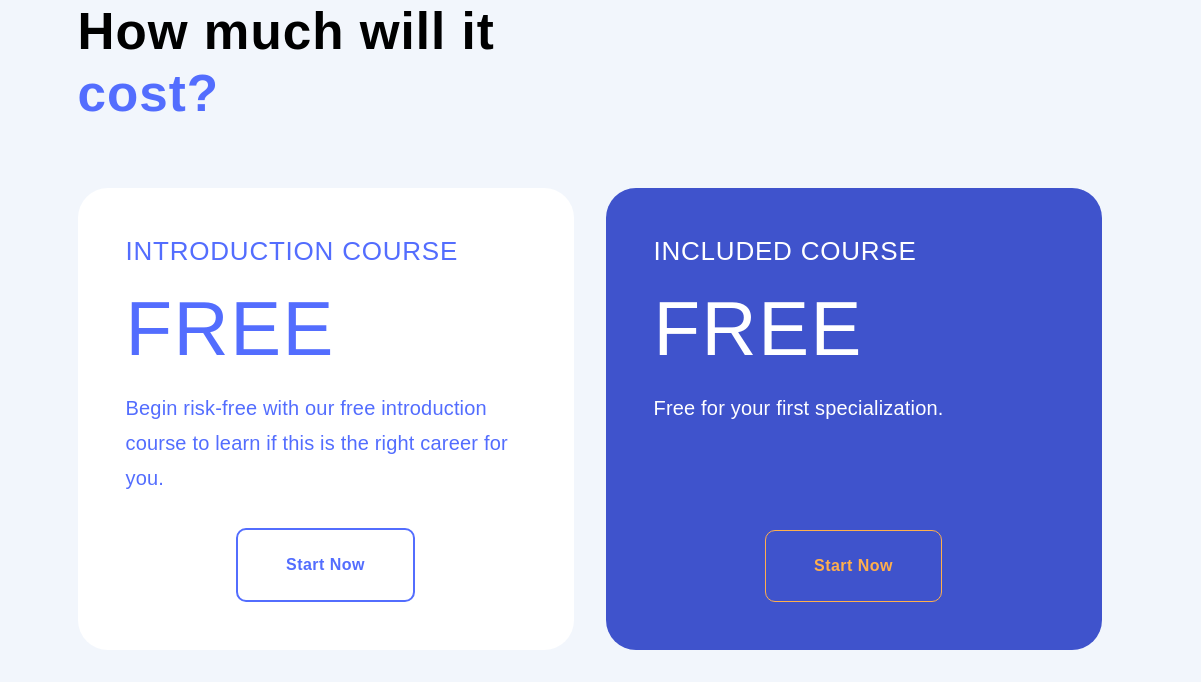 How much will it
cost?
INTRODUCTION COURSE
FREE
Begin risk-free with our free introduction
course to learn if this is the right career for
you.
Start Now
INCLUDED COURSE
FREE
Free for your first specialization.
Start Now